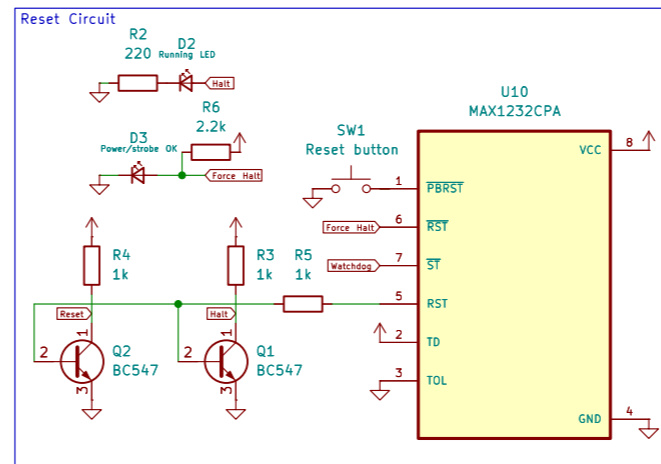 Reset Circuit
R2
220
D2
Running LED
Halt
R6
2.2k
D3
Power/strobe OK
Force Halt
U10
MAX1232CPA
SW1
Reset button
1
PBRST
8
VCC
Force Halt
6
RST
Watchdog
7
ST
5
RST
2
TD
3
TOL
4
GND
R4
1k
R3
1k
R5
1k
Reset
Halt
1
2
3
Q2
BC547
1
2
3
Q1
BC547